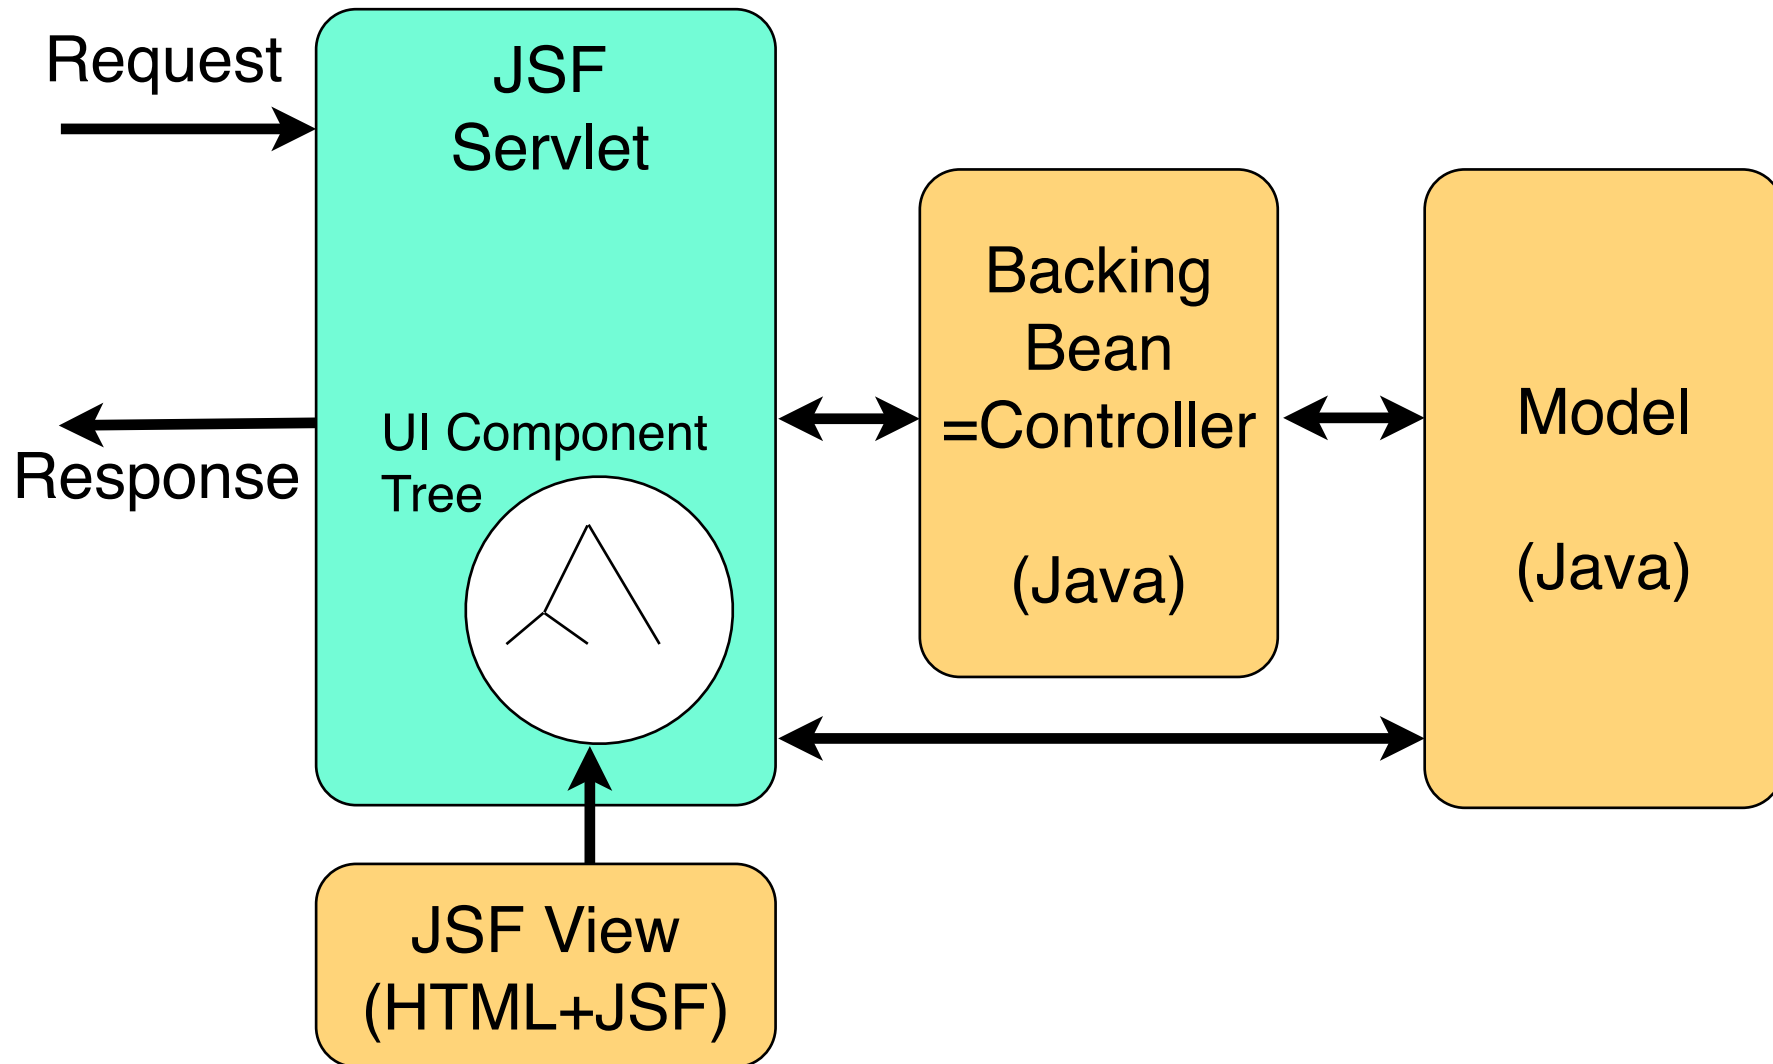 Request
JSF
Servlet
Response
UI Component
Tree
Backing
Bean
=Controller
(Java)
Model
(Java)
JSF View
(HTML+JSF)